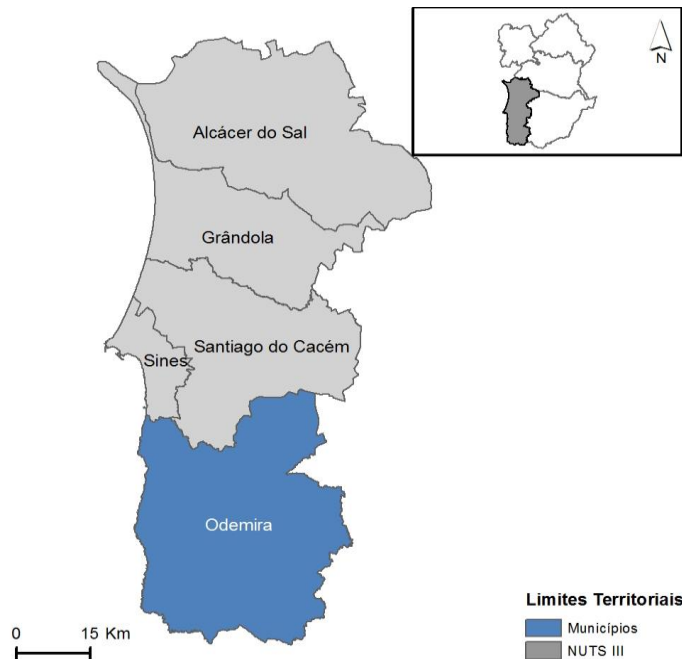 N
Alcácer do Sal
Grândola
Santiago do Cacém
Sines
Odemira
0 15 Km
Limites Territoriais
Municípios
NUTS III